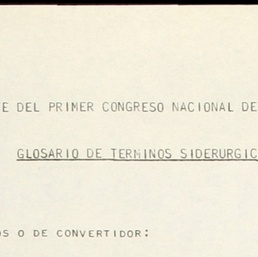 E DEL PRIMER CONGRESO NACIONAL DE
GLOSARIO DE TERMINOS SIDERURGIC
OS O DE CONVERTIDOR: